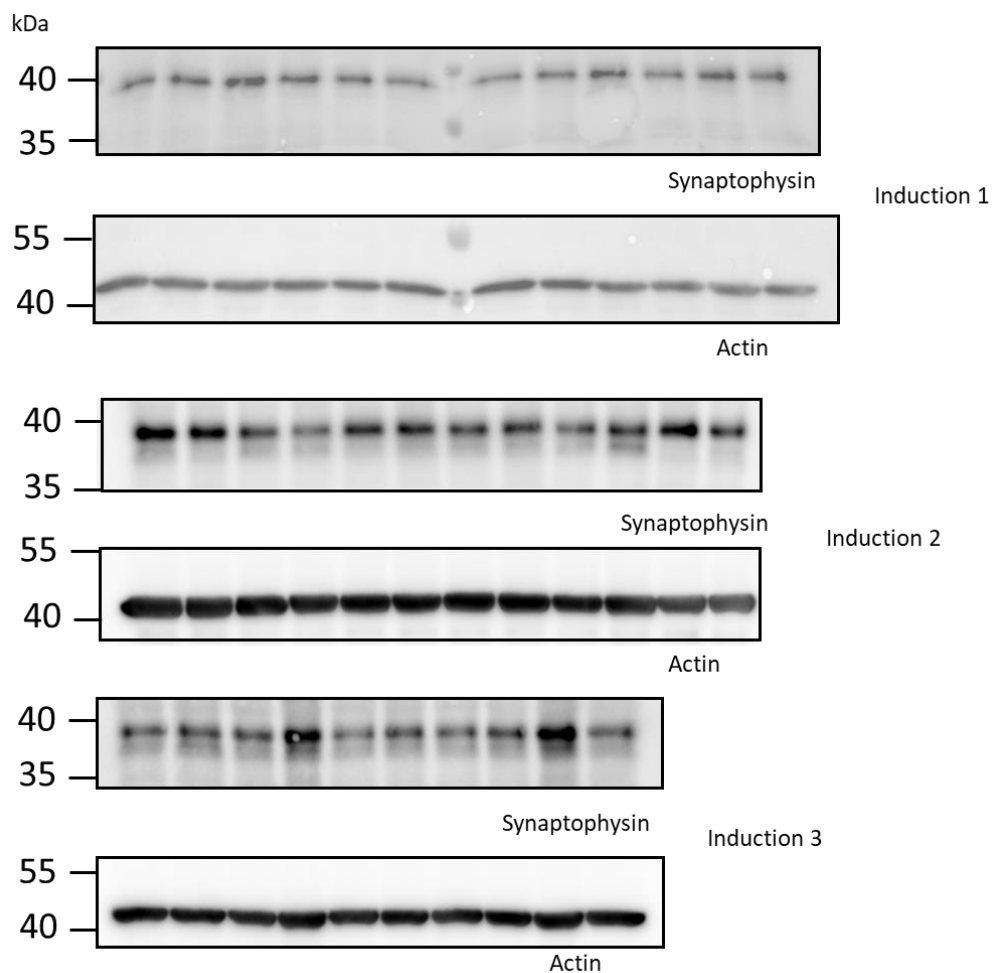 kDa
40
35
Synaptophysin
Induction 1
55
40
Actin
40
35
Synaptophysin
Induction 2
55
40
Actin
40
35
Synaptophysin
Induction 3
55
40
Actin